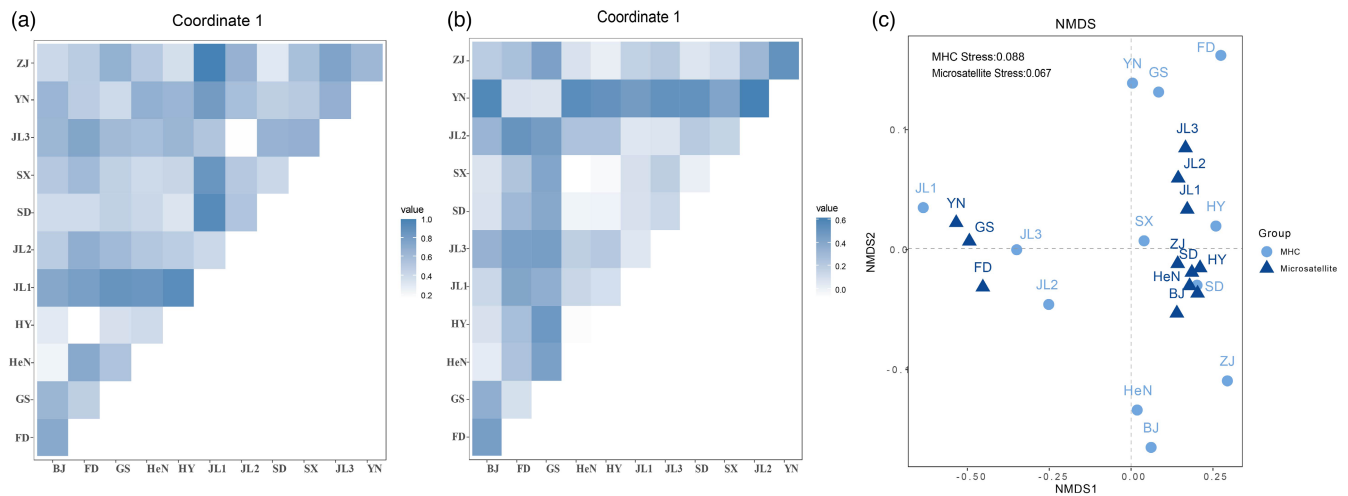 (a)
Coordinate 1
ZJ
YN
JL3
SX
SD
JL2
JL1
HY
HeN
GS
FD
BJ FD GS HeN HY JL1 JL2 SD SX JL3 YN
value
1.0
0.8
0.6
0.4
0.2
(b)
Coordinate 1
ZJ
YN
JL2
SX
SD
JL3
JL1
HY
HeN
GS
FD
BJ FD GS HeN HY JL1 JL3 SD SX JL2 YN
value
0.6
0.4
0.2
0.0
(c)
NMDS
MHC Stress:0.088
Microsatellite Stress:0.067
FD
YN
GS
JL3
JL2
JL1
JL1
HY
YN
GS
SX
JL3
ZJ
SD
HY
FD
HeN
SD
JL2
BJ
ZJ
HeN
BJ
0.1
0.0
-0.1
NMDS2
-0.50 -0.25 0.00 0.25
NMDS1
Group
MHC
Microsatellite